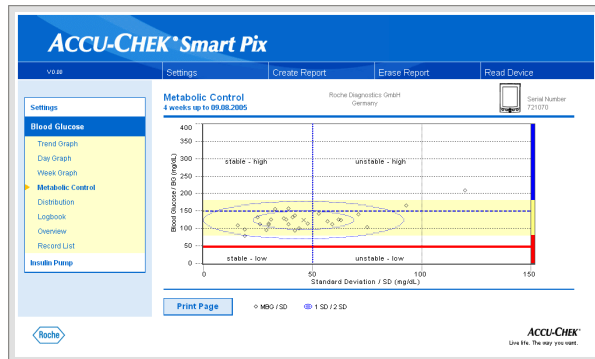 ACCU-CHEK® Smart Pix
V 0.88
Settings
Create Report
Erase Report
Read Device
Metabolic Control
4 weeks up to 09.08.2005
Roche Diagnostics GmbH
Germany
Serial Number
721070
Settings
Blood Glucose
Trend Graph
Day Graph
Week Graph
Metabolic Control
Distribution
Logbook
Overview
Record List
Insulin Pump
Blood Glucose / BG (mg/dL)
400
350
300
250
200
150
100
50
0
stable - high
unstable - high
stable - low
unstable - low
0
50
100
150
Standard Deviation / SD (mg/dL)
Print Page
MBG / SD
1 SD / 2 SD
Roche
ACCU-CHEK®
Live life. The way you want.